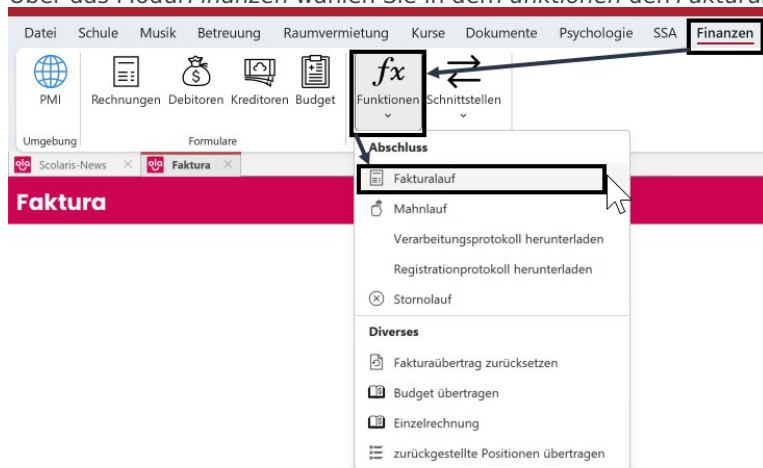 Über das Modul Finanzen wählen Sie in den Funktionen den
Datei Schule Musik Betreuung Raumvermietung Kurse Dokumente Psychologie SSA Finanzen
PMI Rechnungen Debitoren Kreditoren Budget Funktionen Schnittstellen
Umgebung Formulare
Abschluss
Scolaris-News Faktura
Fakturalauf
Faktura
Mahnlauf
Verarbeitungsprotokoll herunterladen
Registrationprotokoll herunterladen
Stornolauf
Diverses
Fakturaübertrag zurücksetzen
Budget übertragen
Einzelrechnung
zurückgestellte Positionen übertragen